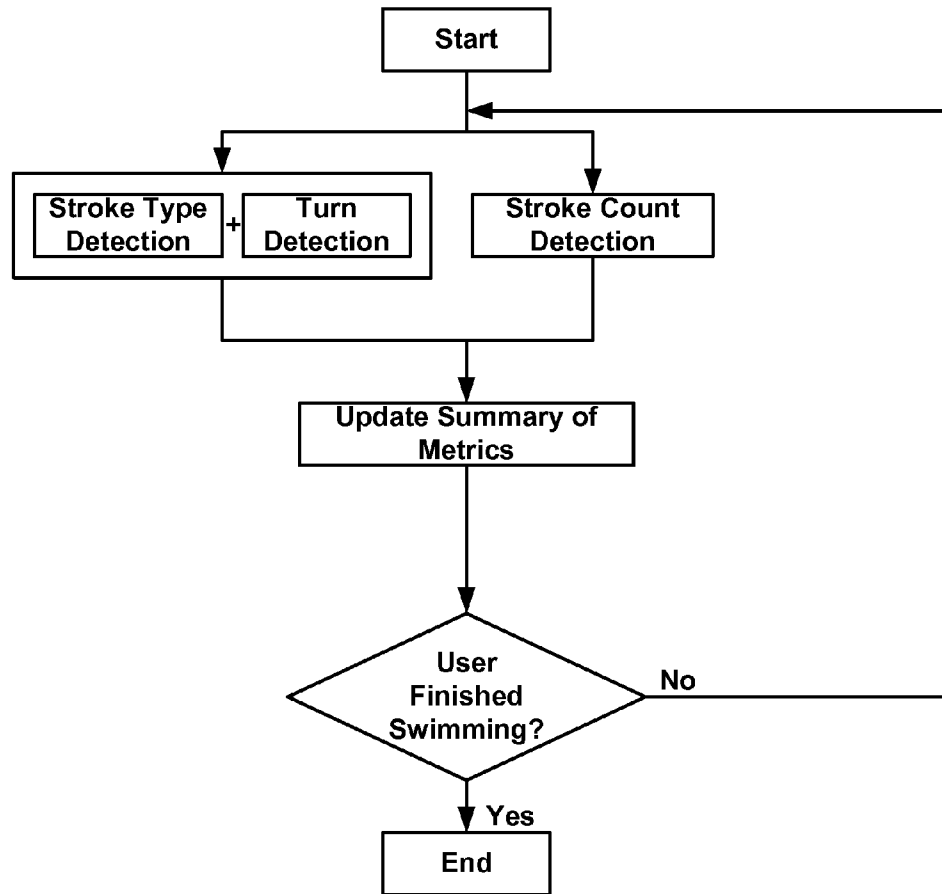 Start
Stroke Type
Detection
+
Turn
Detection
Stroke Count
Detection
Update Summary of
Metrics
User
Finished
Swimming?
No
Yes
End